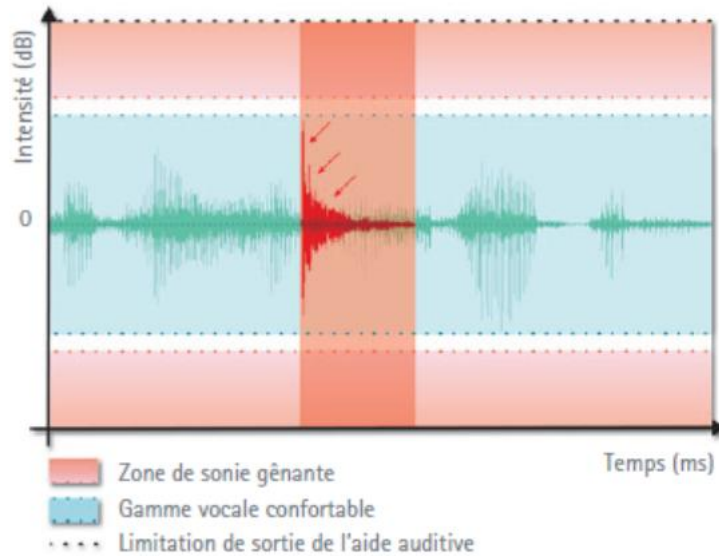 Intensité (dB)
0
Temps (ms)
Zone de sonie gênante
Gamme vocale confortable
Limitation de sortie de l'aide auditive